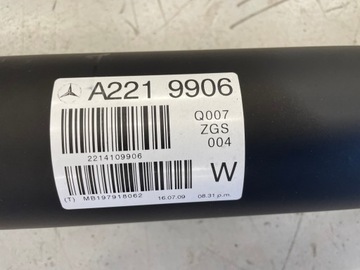 A221 9906
Q007
ZGS
004
2214109906
W
(1) MB197918062 16.07.09 08.31 p.m.